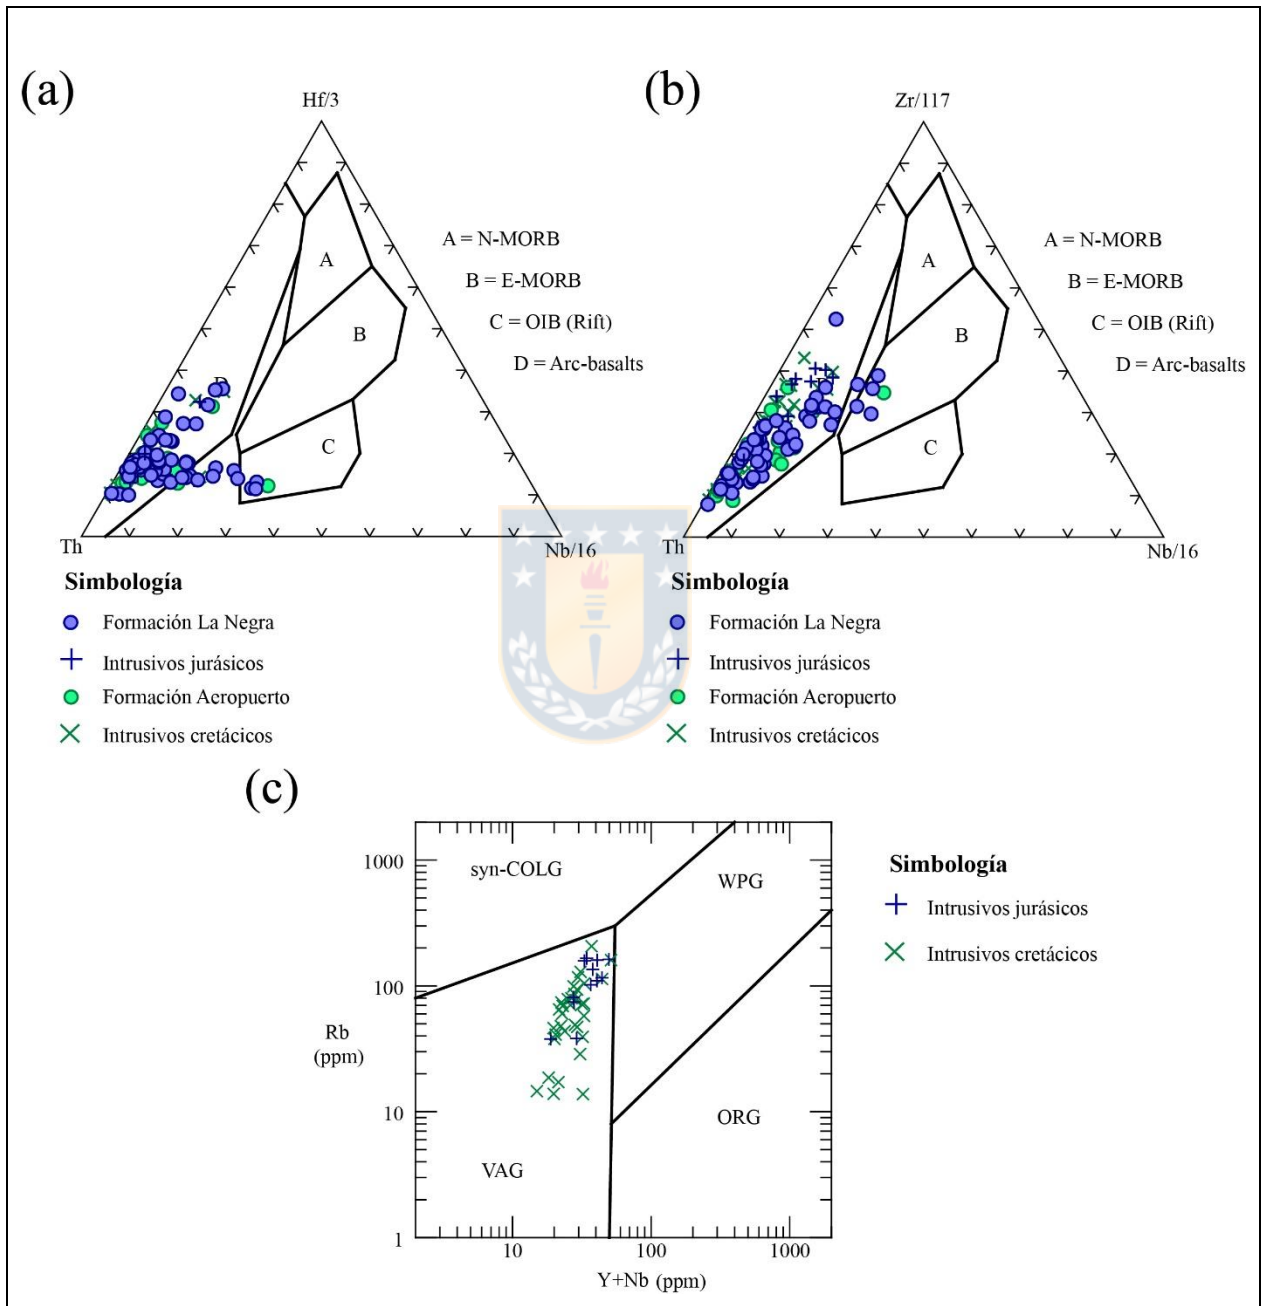 (a)
Hf/3
A = N-MORB
B = E-MORB
C = OIB (Rift)
D = Arc-basalts
A
B
C
Th
Nb/16
Simbología
Formación La Negra
Intrusivos jurásicos
Formación Aeropuerto
Intrusivos cretácicos
(b)
Zr/117
A = N-MORB
B = E-MORB
C = OIB (Rift)
D = Arc-basalts
A
B
C
Th
Nb/16
Simbología
Formación La Negra
Intrusivos jurásicos
Formación Aeropuerto
Intrusivos cretácicos
(c)
syn-COLG
WPG
ORG
VAG
1000
100
10
1
Rb
(ppm)
10
100
1000
Y+Nb (ppm)
Simbología
Intrusivos jurásicos
Intrusivos cretácicos